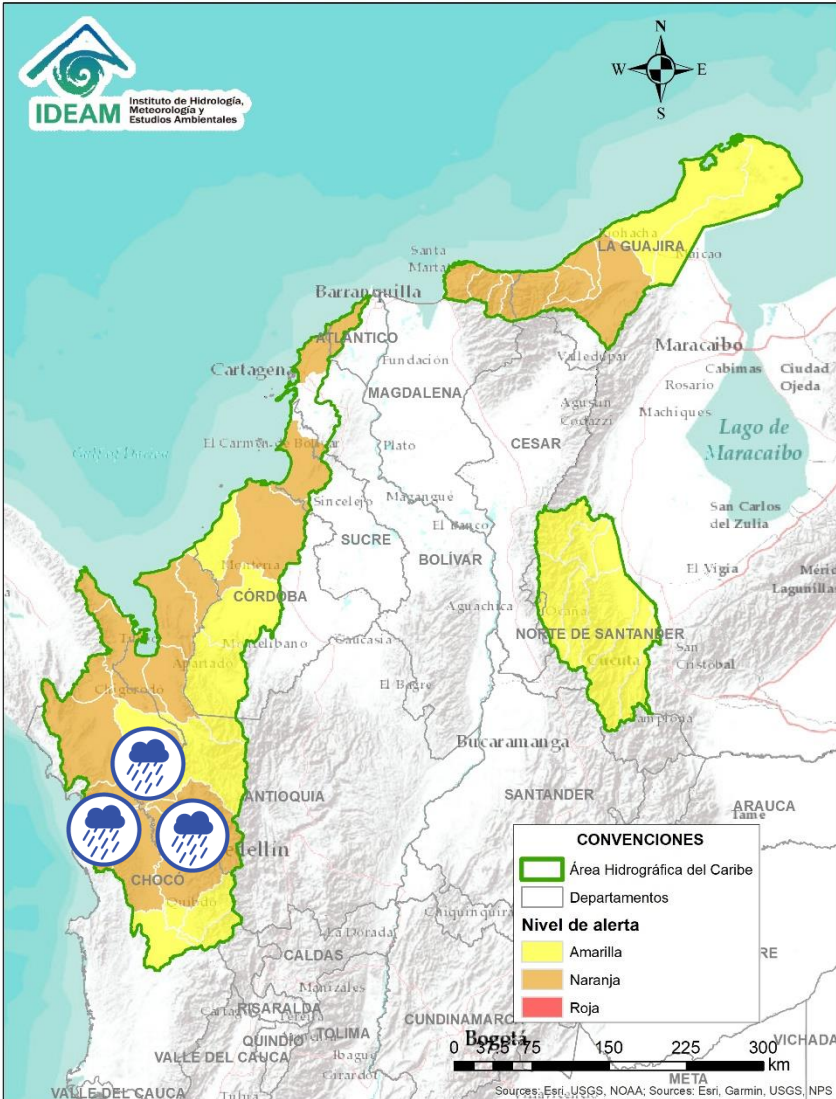 N
W
E
S
IDEAM
Instituto de Hidrología,
Meteorología y
Estudios Ambientales
Santa
Marta
Riohacha
LA GUAJIRA
Maicao
Barranquilla
ATLÁNTICO
Cartagena
Fundación
Valledupar
Maracaibo
Cabimas
Ciudad
Ojeda
Rosario
MAGDALENA
Agustín
Codazzi
Machiques
Lago de
Maracaibo
El Carmen de Bolívar
Plato
CESAR
Sincelejo
Magangué
San Carlos
del Zulia
SUCRE
El Banco
Montería
BOLÍVAR
El Vigía
Lagunillas
CÓRDOBA
Aguachica
Ocaña
NORTE DE SANTANDER
Montelíbano
Caucasia
San
Cristóbal
Apartadó
Cúcuta
El Bagre
Chigorodó
Pamplona
Bucaramanga
ANTIOQUIA
SANTANDER
ARAUCA
Tame
CHOCÓ
Quibdó
CONVENCIONES
Área Hidrográfica del Caribe
Departamentos
Nivel de alerta
Amarilla
Naranja
Roja
La Dorada
CALDAS
Manizales
RISARALDA
QUINDÍO
TOLIMA
Ibagué
Girardot
VALLE DEL CAUCA
Bogotá
VICHADA
META
0 37,5 75 150 225 300
km
VALLE DEL CAUCA
Sources: Esri, USGS, NOAA; Sources: Esri, Garmin, USGS, NPS